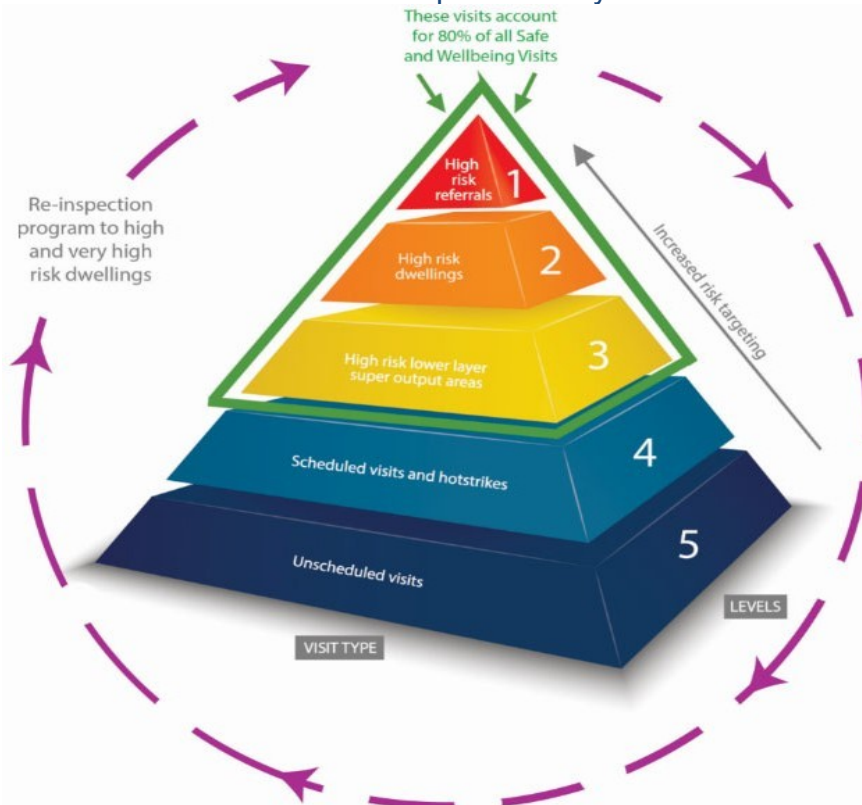 These visits account
for 80% of all Safe
and Wellbeing Visits
Re-inspection
program to high
and very high
risk dwellings
High
risk
referrals
1
High risk
dwellings
2
High risk lower layer
super output areas
3
Scheduled visits and hotstrikes
4
Unscheduled visits
5
Increased risk targeting
LEVELS
VISIT TYPE